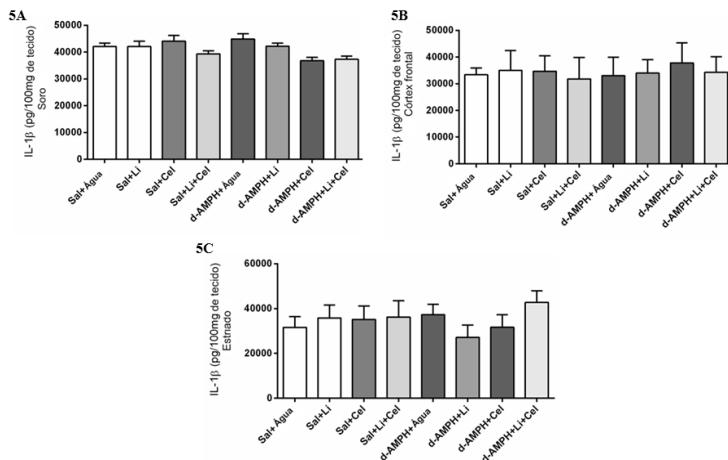 5A
IL-1β (pg/100mg de tecido)
Soro
50000
40000
30000
20000
10000
0
Sal+Água
Sal+Li
Sal+Cel
Sal+Li+Cel
d-AMPH+Água
d-AMPH+Li
d-AMPH+Cel
d-AMPH+Li+Cel
5B
IL-1β (pg/100mg de tecido)
Córtex frontal
50000
40000
30000
20000
10000
0
Sal+Água
Sal+Li
Sal+Cel
Sal+Li+Cel
d-AMPH+Água
d-AMPH+Li
d-AMPH+Cel
d-AMPH+Li+Cel
5C
IL-1β (pg/100mg de tecido)
Estriado
60000
40000
20000
0
Sal+Água
Sal+Li
Sal+Cel
Sal+Li+Cel
d-AMPH+Água
d-AMPH+Li
d-AMPH+Cel
d-AMPH+Li+Cel